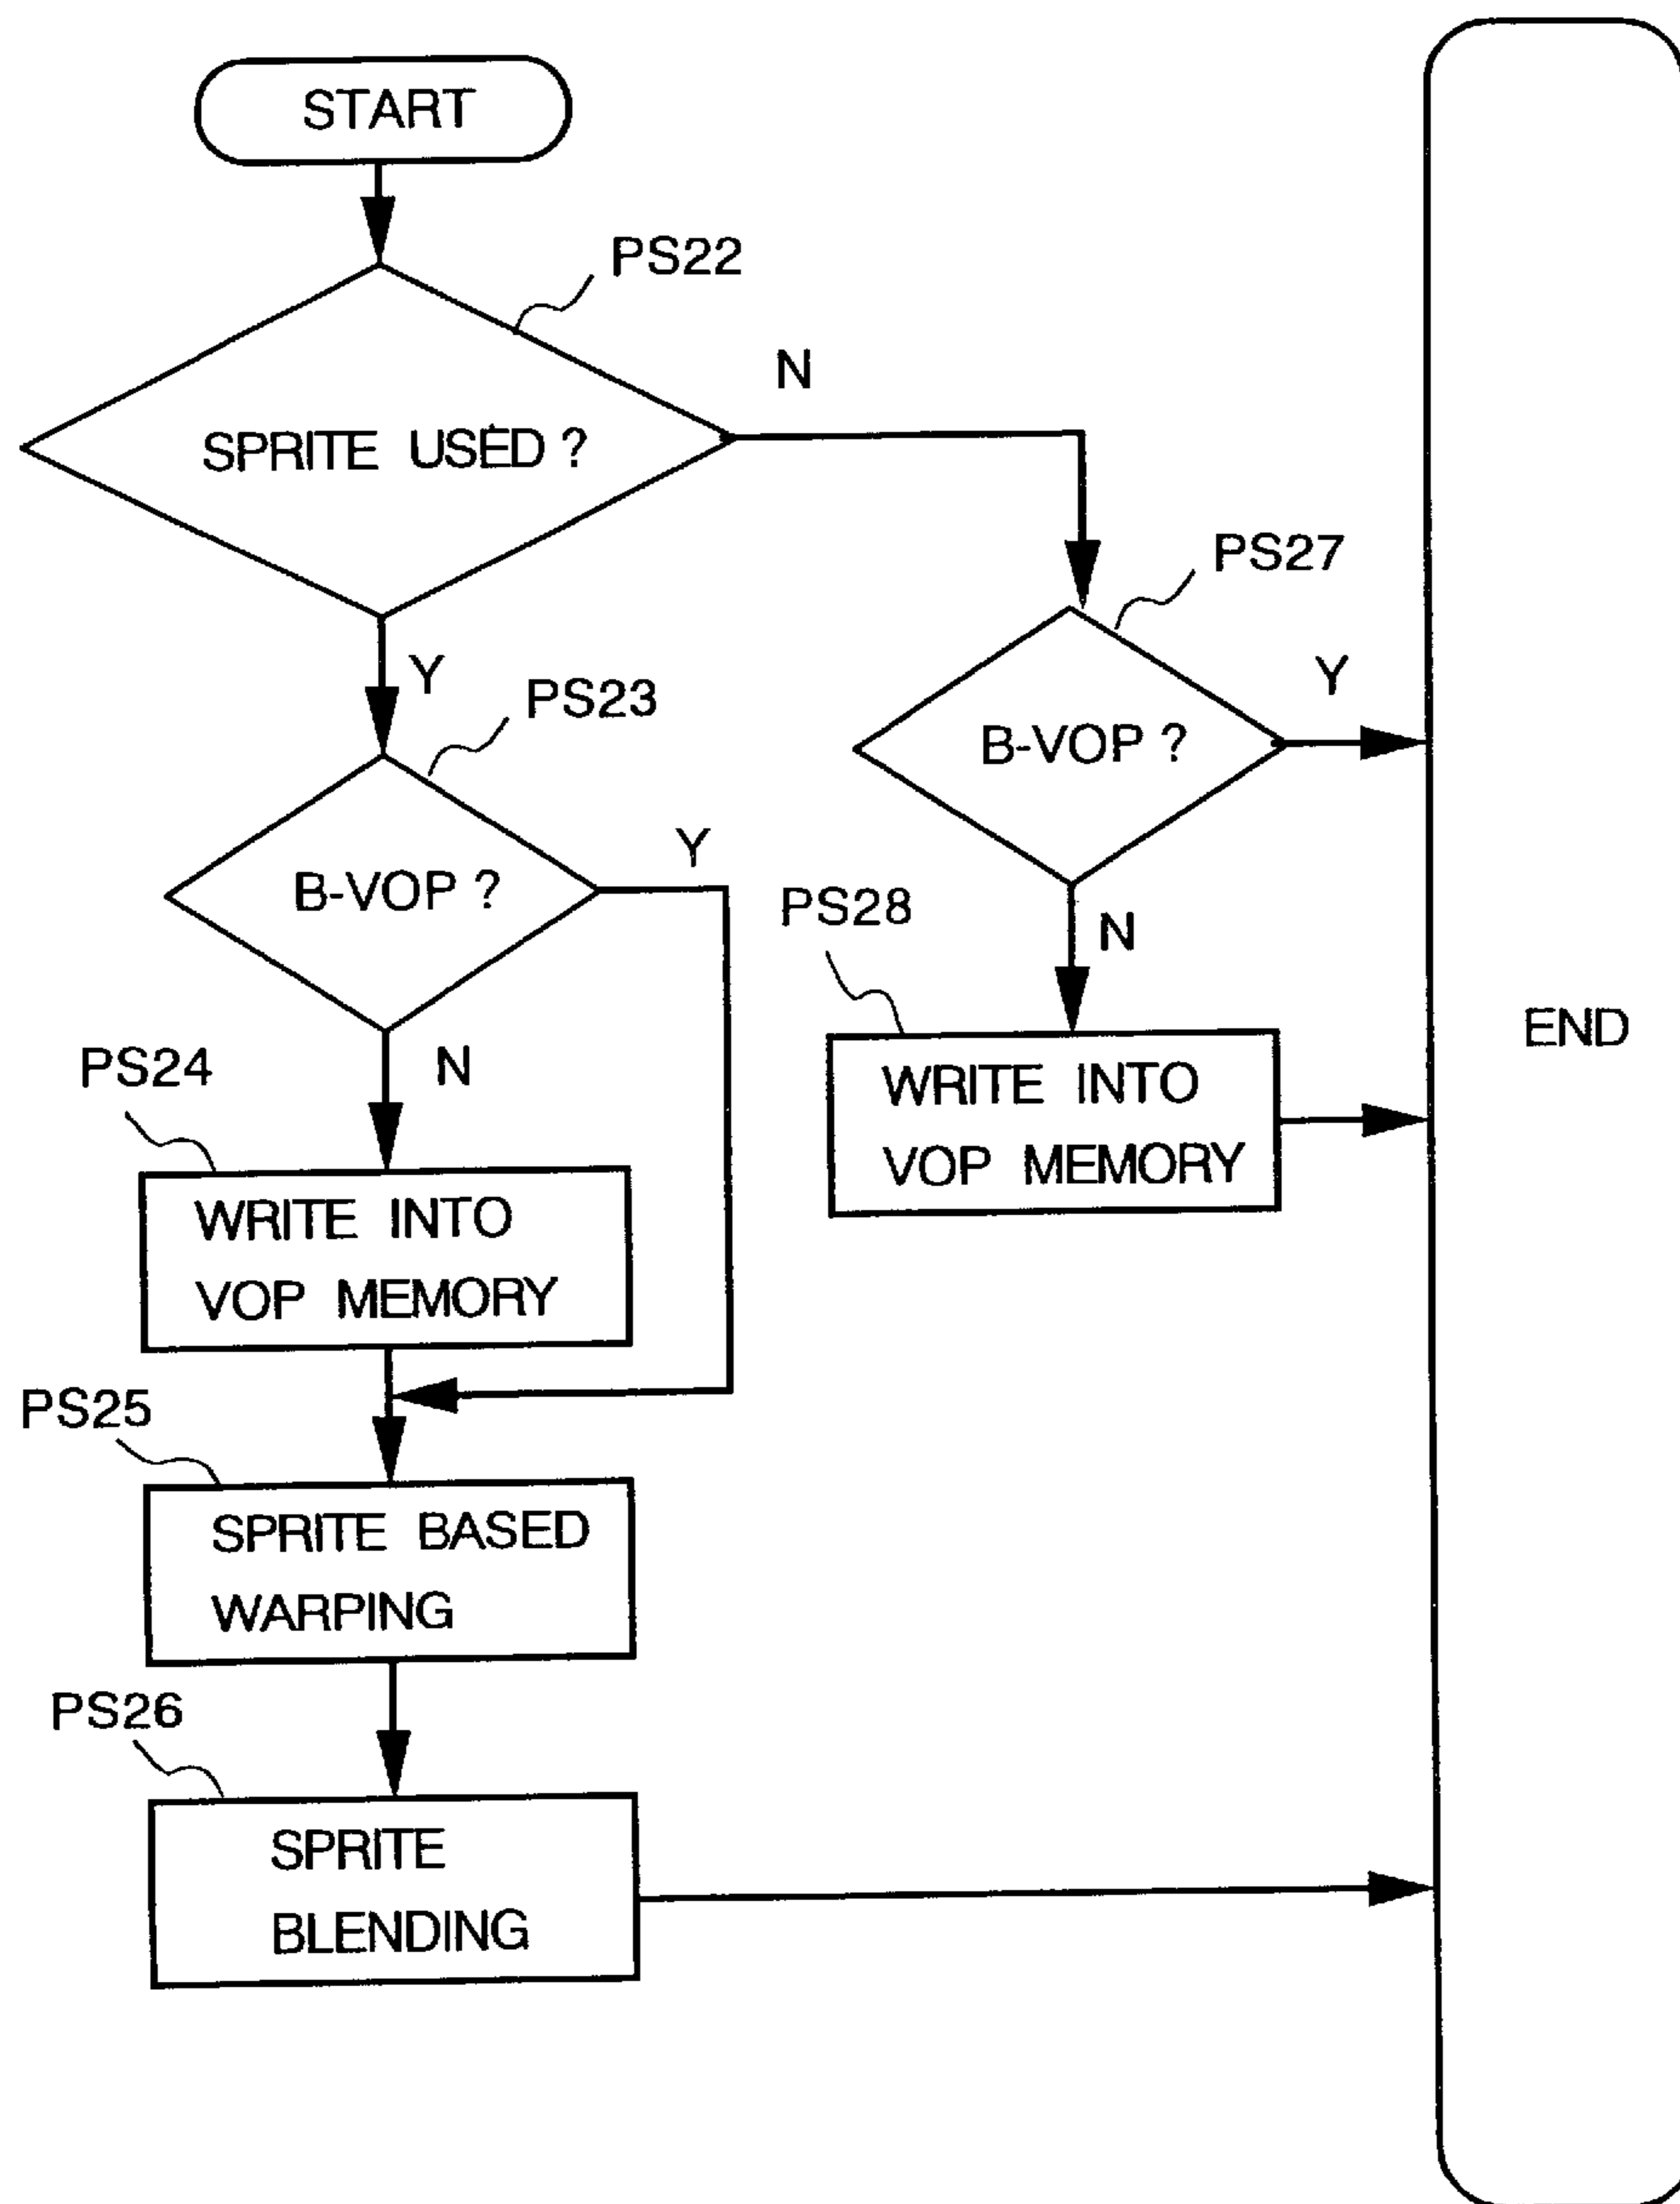 START
PS22
N
SPRITE USED ?
PS27
Y
PS23
Y
B-VOP ?
Y
B-VOP ?
PS28
N
END
PS24
N
WRITE INTO
VOP MEMORY
WRITE INTO
VOP MEMORY
PS25
SPRITE BASED
WARPING
PS26
SPRITE
BLENDING